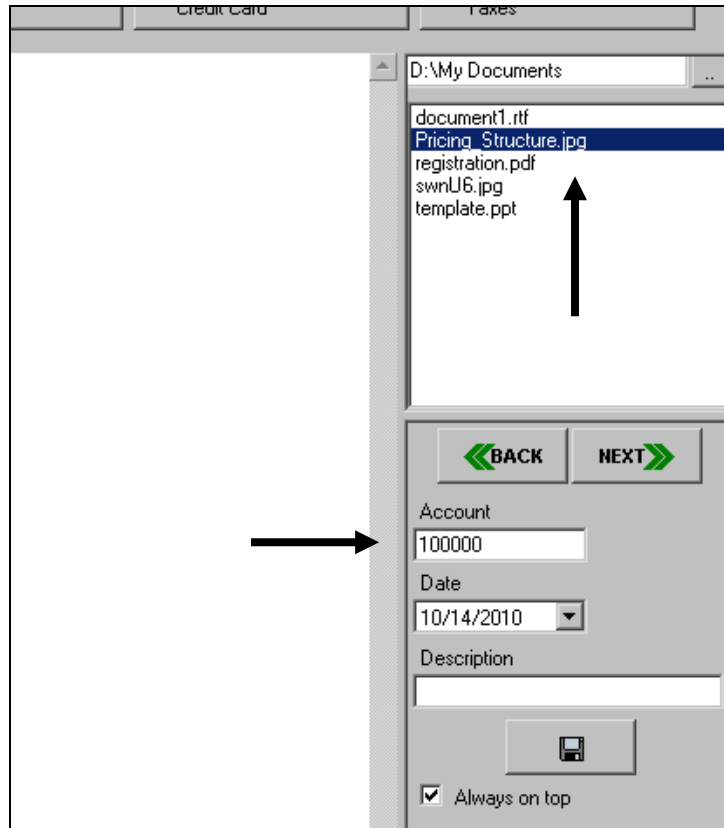 Credit Card
Taxes
D:\My Documents
..
document1.rtf
Pricing_Structure.jpg
registration.pdf
swnU6.jpg
template.ppt
BACK
NEXT
Account
100000
Date
10/14/2010
Description
Always on top